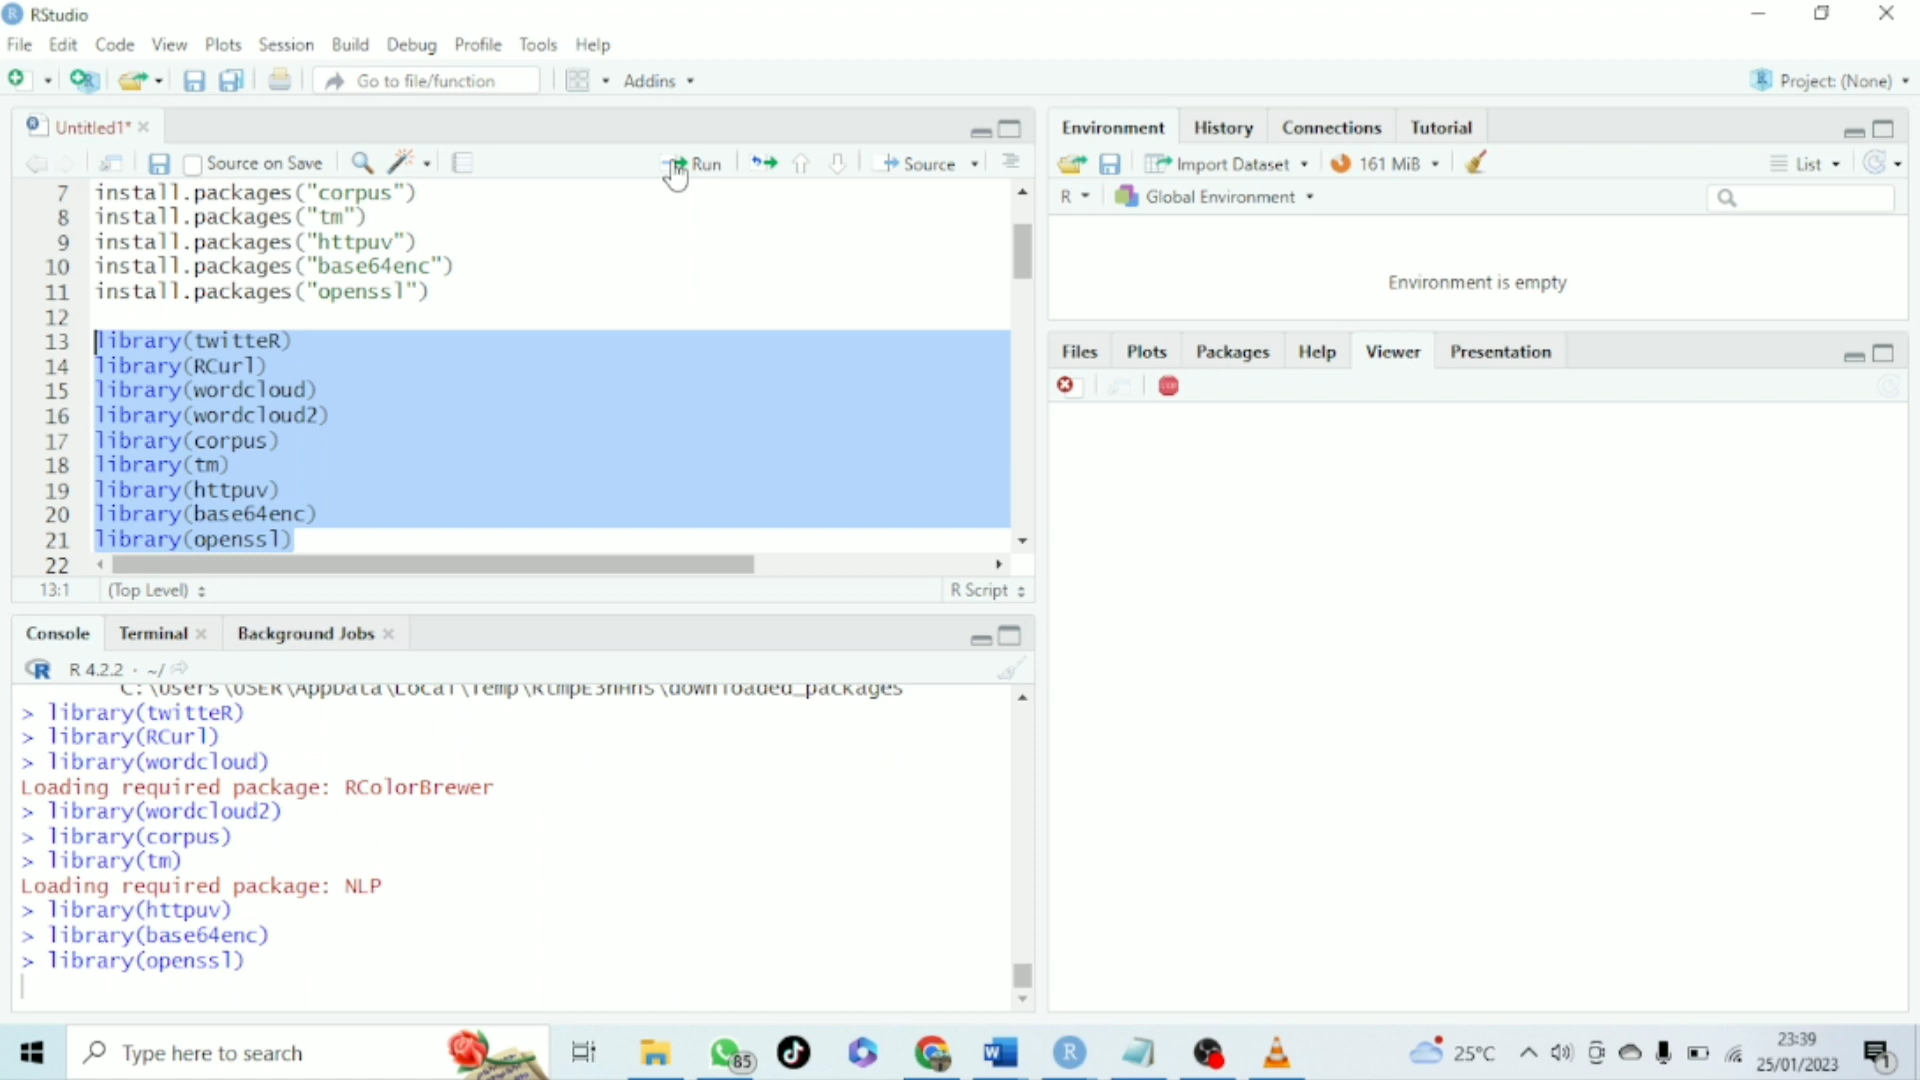 RStudio
File Edit Code View Plots Session Build Debug Profile Tools Help
Go to file/function Addins Project: (None)
Untitled1*
Source on Save Run Source
7 install.packages("corpus")
8 install.packages("tm")
9 install.packages("httpuv")
10 install.packages("base64enc")
11 install.packages("openssl")
12
13 library(twitteR)
14 library(RCurl)
15 library(wordcloud)
16 library(wordcloud2)
17 library(corpus)
18 library(tm)
19 library(httpuv)
20 library(base64enc)
21 library(openssl)
22
13:1 (Top Level) R Script
Console Terminal Background Jobs
R 4.2.2 · ~/
> library(twitteR)
> library(RCurl)
> library(wordcloud)
Loading required package: RColorBrewer
> library(wordcloud2)
> library(corpus)
> library(tm)
Loading required package: NLP
> library(httpuv)
> library(base64enc)
> library(openssl)
Environment History Connections Tutorial
Import Dataset 161 MiB List
R Global Environment
Environment is empty
Files Plots Packages Help Viewer Presentation
STOP
Type here to search
85
25°C
23:39
25/01/2023
1